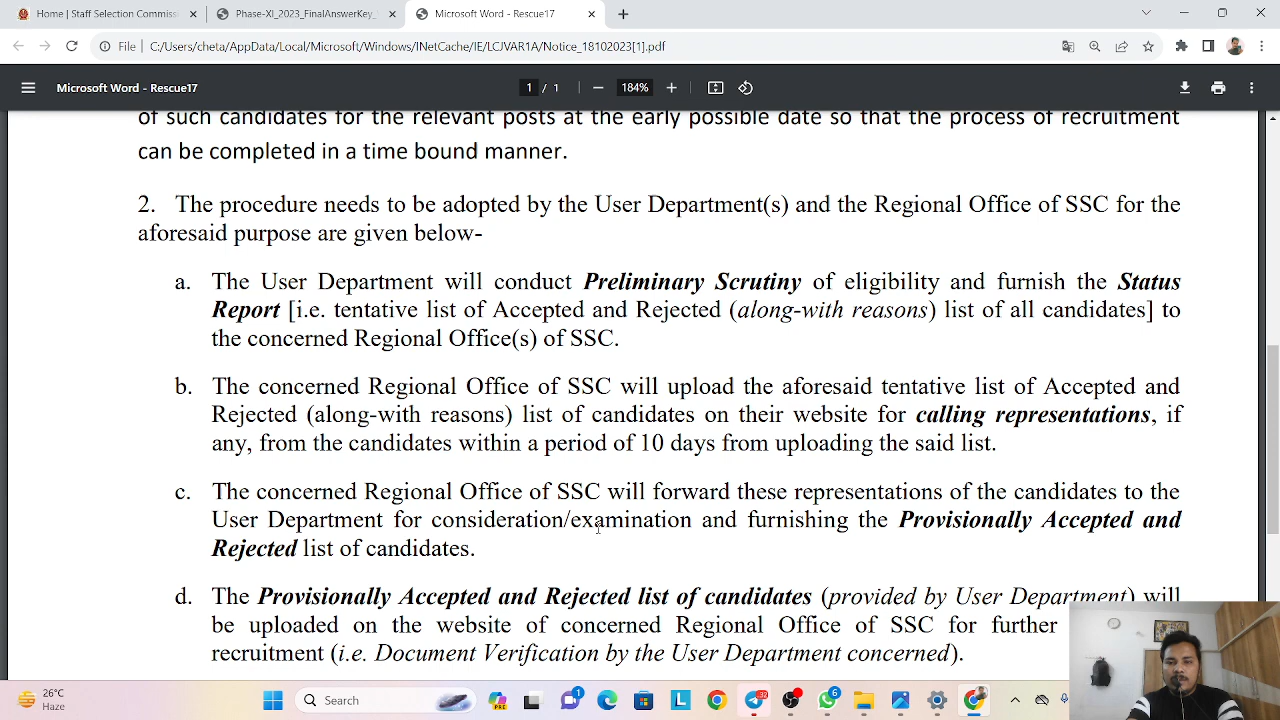 Home | Staff Selection Commiss
Phase-XI_2023_FinalAnswerKey_
Microsoft Word - Rescue17
File
C:/Users/cheta/AppData/Local/Microsoft/Windows/INetCache/IE/LCJVAR1A/Notice_18102023[1].pdf
Microsoft Word - Rescue17
1 / 1
184%
of such candidates for the relevant posts at the early possible date so that the process of recruitment
can be completed in a time bound manner.
2. The procedure needs to be adopted by the User Department(s) and the Regional Office of SSC for the
aforesaid purpose are given below-
a. The User Department will conduct Preliminary Scrutiny of eligibility and furnish the Status
Report [i.e. tentative list of Accepted and Rejected (along-with reasons) list of all candidates] to
the concerned Regional Office(s) of SSC.
b. The concerned Regional Office of SSC will upload the aforesaid tentative list of Accepted and
Rejected (along-with reasons) list of candidates on their website for calling representations, if
any, from the candidates within a period of 10 days from uploading the said list.
c. The concerned Regional Office of SSC will forward these representations of the candidates to the
User Department for consideration/examination and furnishing the Provisionally Accepted and
Rejected list of candidates.
d. The Provisionally Accepted and Rejected list of candidates (provided by User Department) will
be uploaded on the website of concerned Regional Office of SSC for further
recruitment (i.e. Document Verification by the User Department concerned).
26°C
Haze
Search
PRE
1
L
32
6